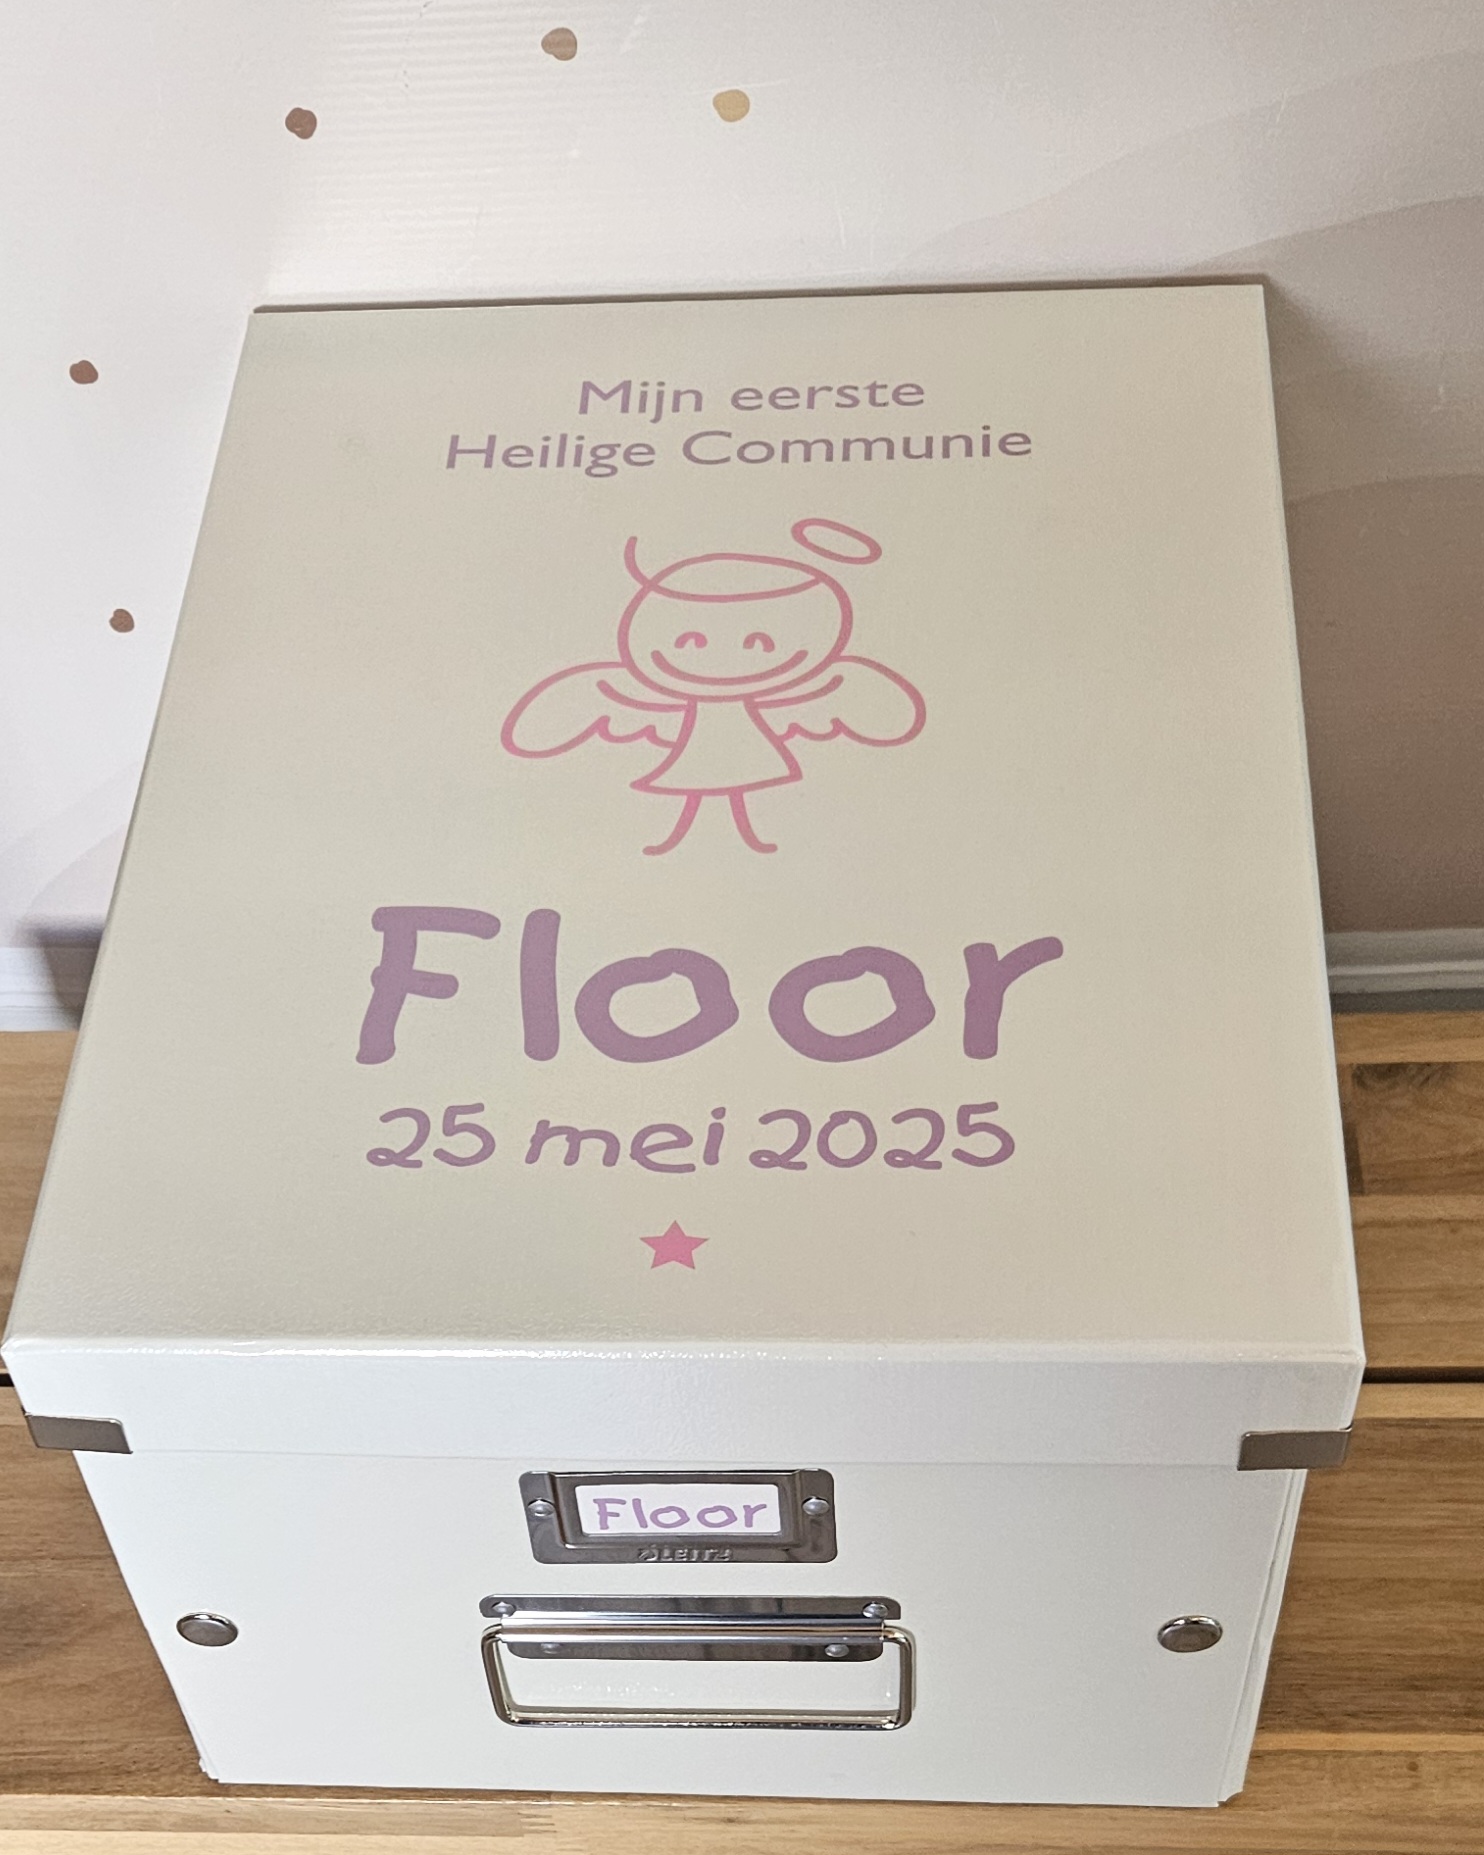 Mijn eerste
Heilige Communie
Floor
25 mei 2025
Floor
LEITZ